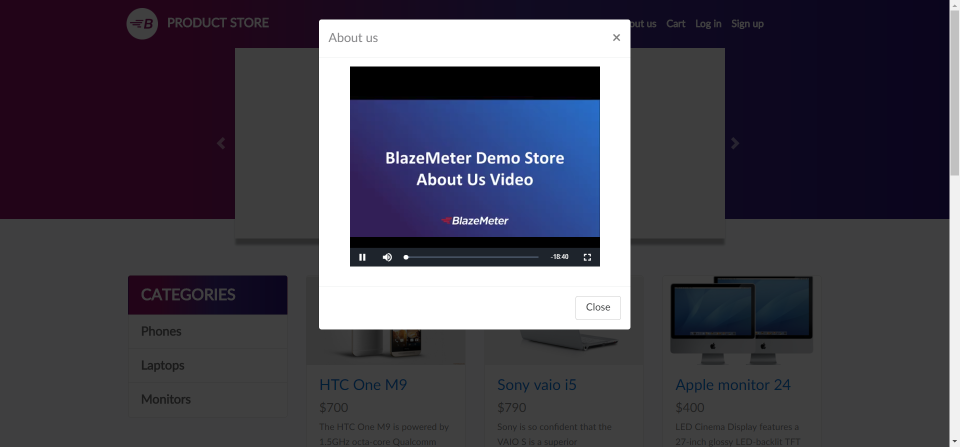 PRODUCT STORE
out us Cart Log in Sign up
About us
×
BlazeMeter Demo Store
About Us Video
BlazeMeter
-18:40
Close
CATEGORIES
Phones
Laptops
Monitors
HTC One M9
$700
The HTC One M9 is powered by
1.5GHz octa-core Qualcomm
Sony vaio i5
$790
Sony is so confident that the
VAIO S is a superior
Apple monitor 24
$400
LED Cinema Display features a
27-inch glossy LED-backlit TFT